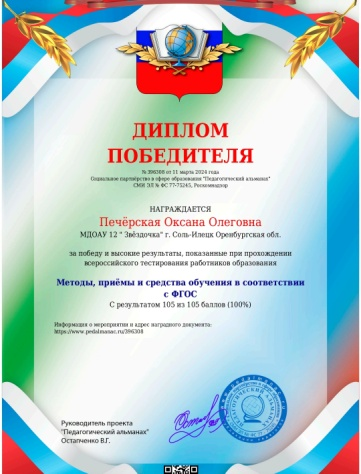 ДИПЛОМ
ПОБЕДИТЕЛЯ
№ 396308 от 11 марта 2024 года
Социальное партнёрство в сфере образования "Педагогический альманах"
СМИ ЭЛ № ФС 77-75245, Роскомнадзор
НАГРАЖДАЕТСЯ
Печёрская Оксана Олеговна
МДОАУ 12 " Звёздочка" г. Соль-Илецк Оренбургская обл.
за победу и высокие результаты, показанные при прохождении
всероссийского тестирования работников образования
Методы, приёмы и средства обучения в соответствии
с ФГОС
С результатом 105 из 105 баллов (100%)
Информация о мероприятии и адрес наградного документа:
https://www.pedalmanac.ru/396308
Руководитель проекта
"Педагогический альманах"
Остапченко В.Г.